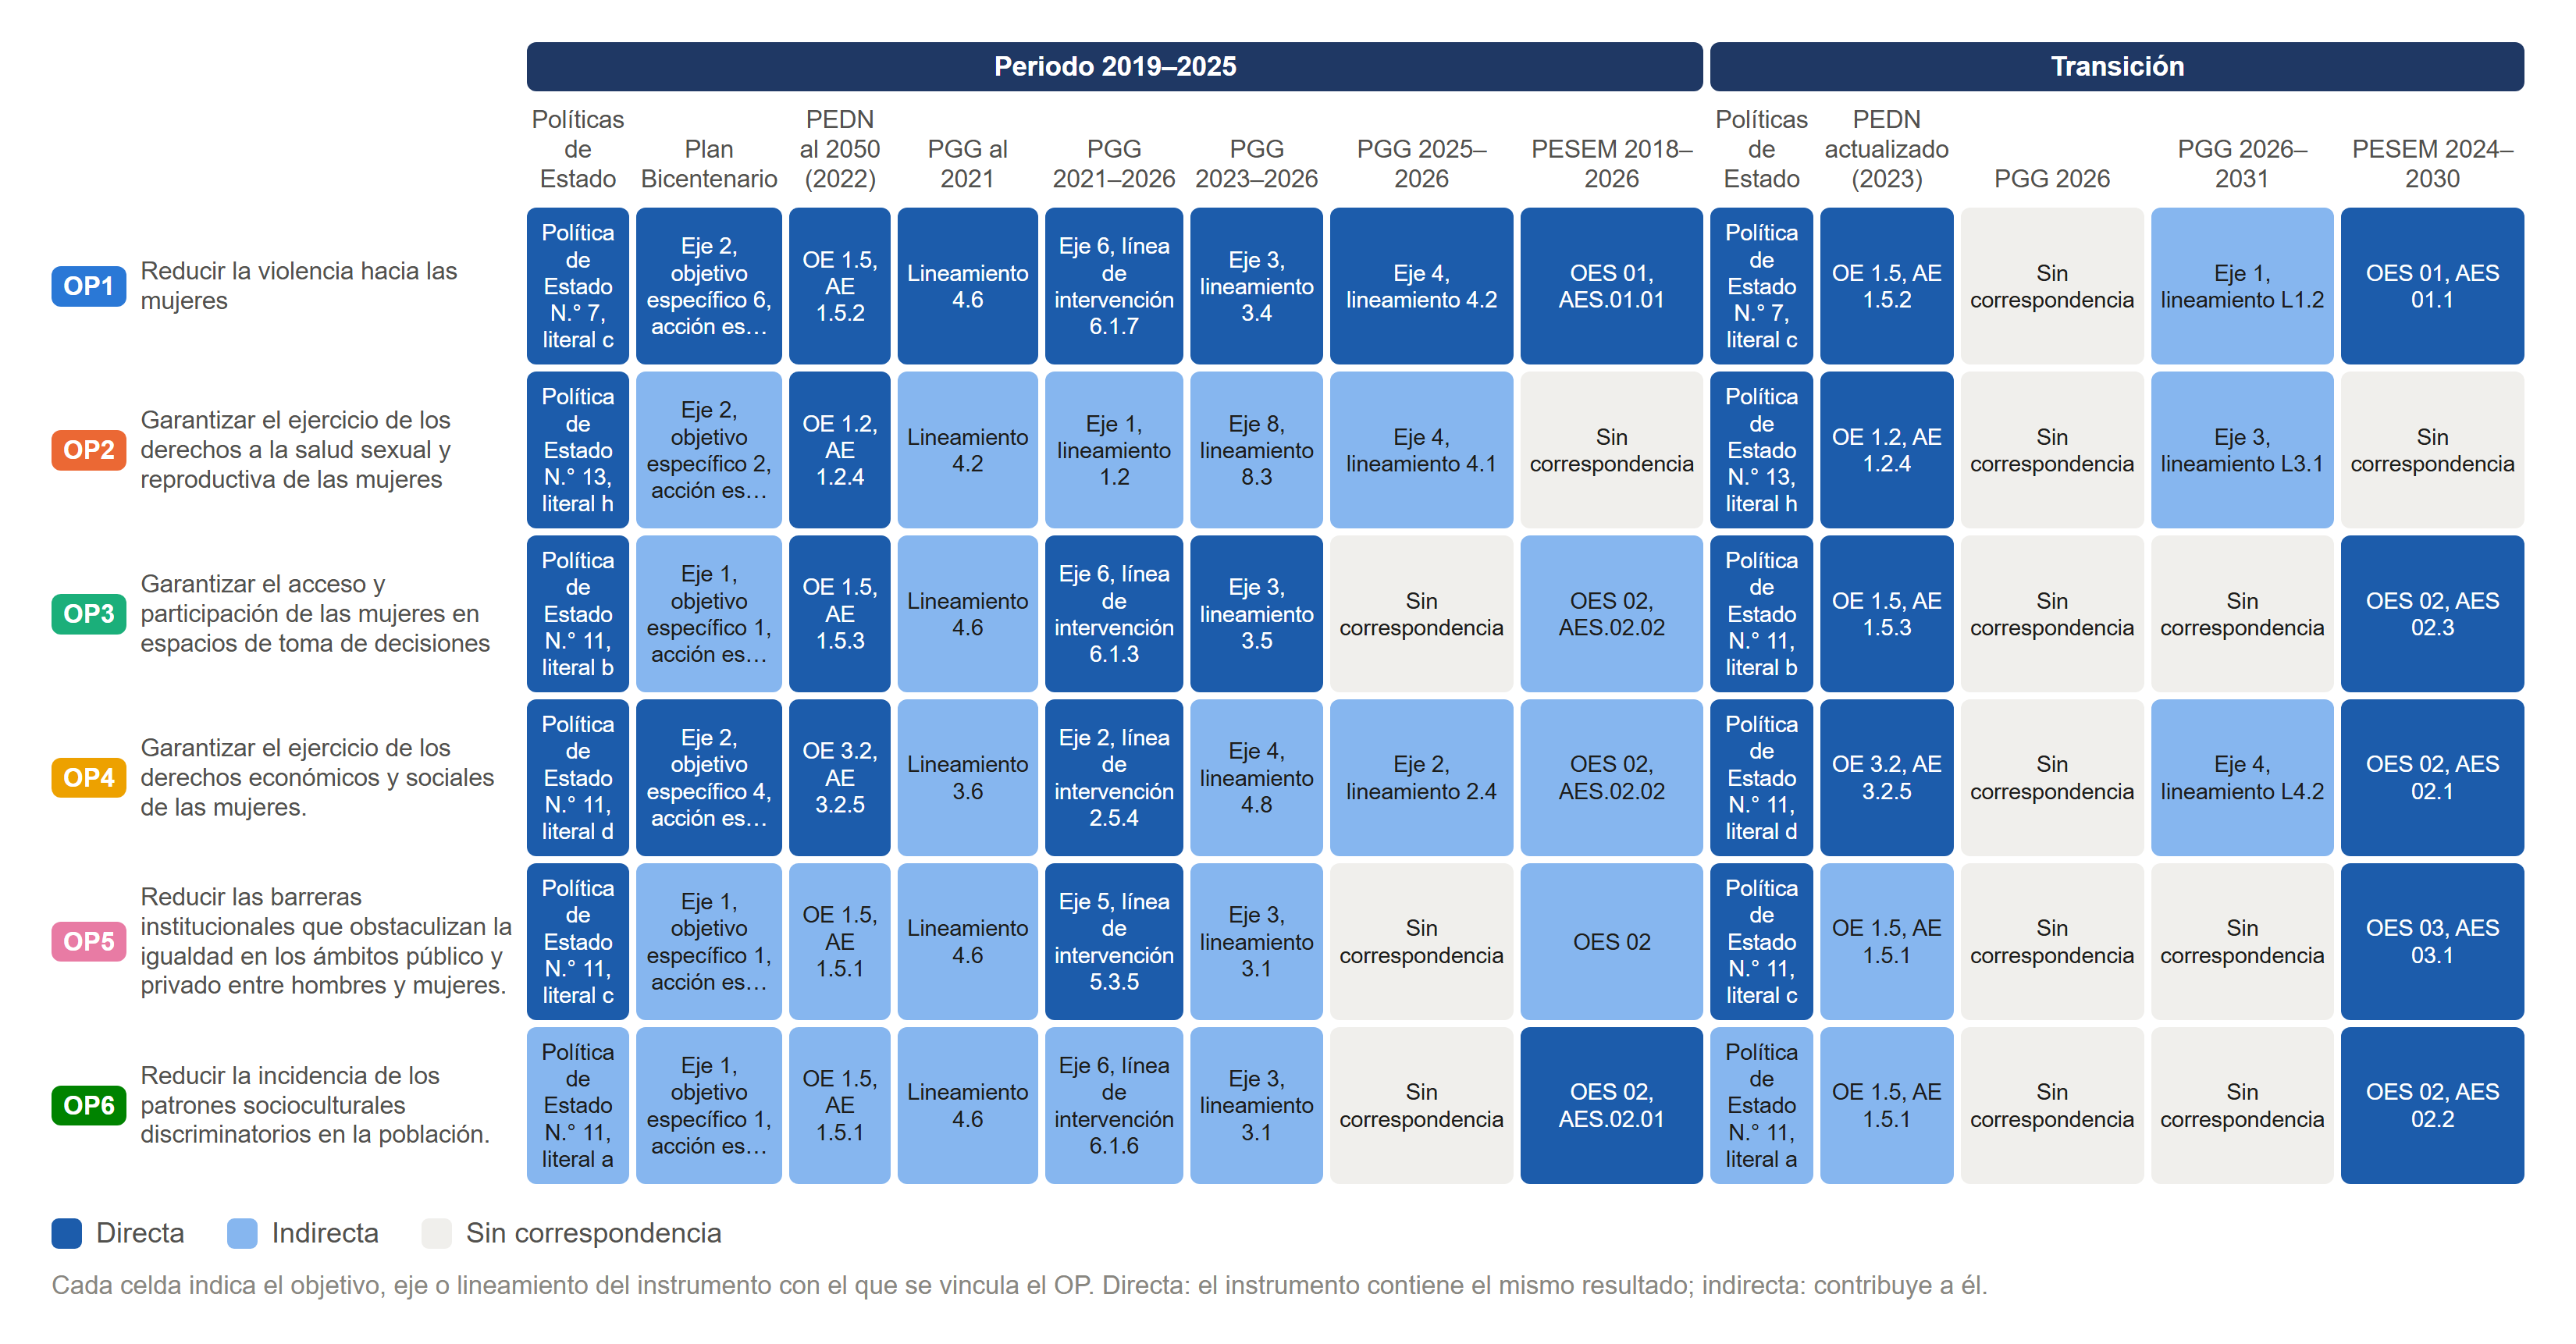 Periodo 2019–2025
Transición
Políticas
de
Estado
Plan
Bicentenario
PEDN
al 2050
(2022)
PGG al
2021
PGG
2021–2026
PGG
2023–2026
PGG 2025–
2026
PESEM 2018–
2026
Políticas
de
Estado
PEDN
actualizado
(2023)
PGG 2026
PGG 2026–
2031
PESEM 2024–
2030
OP1
Reducir la violencia hacia las
mujeres
Política
de
Estado
N.° 7,
literal c
Eje 2,
objetivo
específico 6,
acción es…
OE 1.5,
AE
1.5.2
Lineamiento
4.6
Eje 6, línea
de
intervención
6.1.7
Eje 3,
lineamiento
3.4
Eje 4,
lineamiento 4.2
OES 01,
AES.01.01
Política
de
Estado
N.° 7,
literal c
OE 1.5, AE
1.5.2
Sin
correspondencia
Eje 1,
lineamiento L1.2
OES 01, AES
01.1
OP2
Garantizar el ejercicio de los
derechos a la salud sexual y
reproductiva de las mujeres
Política
de
Estado
N.° 13,
literal h
Eje 2,
objetivo
específico 2,
acción es…
OE 1.2,
AE
1.2.4
Lineamiento
4.2
Eje 1,
lineamiento
1.2
Eje 8,
lineamiento
8.3
Eje 4,
lineamiento 4.1
Sin
correspondencia
Política
de
Estado
N.° 13,
literal h
OE 1.2, AE
1.2.4
Sin
correspondencia
Eje 3,
lineamiento L3.1
Sin
correspondencia
OP3
Garantizar el acceso y
participación de las mujeres en
espacios de toma de decisiones
Política
de
Estado
N.° 11,
literal b
Eje 1,
objetivo
específico 1,
acción es…
OE 1.5,
AE
1.5.3
Lineamiento
4.6
Eje 6, línea
de
intervención
6.1.3
Eje 3,
lineamiento
3.5
Sin
correspondencia
OES 02,
AES.02.02
Política
de
Estado
N.° 11,
literal b
OE 1.5, AE
1.5.3
Sin
correspondencia
Sin
correspondencia
OES 02, AES
02.3
OP4
Garantizar el ejercicio de los
derechos económicos y sociales
de las mujeres.
Política
de
Estado
N.° 11,
literal d
Eje 2,
objetivo
específico 4,
acción es…
OE 3.2,
AE
3.2.5
Lineamiento
3.6
Eje 2, línea
de
intervención
2.5.4
Eje 4,
lineamiento
4.8
Eje 2,
lineamiento 2.4
OES 02,
AES.02.02
Política
de
Estado
N.° 11,
literal d
OE 3.2, AE
3.2.5
Sin
correspondencia
Eje 4,
lineamiento L4.2
OES 02, AES
02.1
OP5
Reducir las barreras
institucionales que obstaculizan la
igualdad en los ámbitos público y
privado entre hombres y mujeres.
Política
de
Estado
N.° 11,
literal c
Eje 1,
objetivo
específico 1,
acción es…
OE 1.5,
AE
1.5.1
Lineamiento
4.6
Eje 5, línea
de
intervención
5.3.5
Eje 3,
lineamiento
3.1
Sin
correspondencia
OES 02
Política
de
Estado
N.° 11,
literal c
OE 1.5, AE
1.5.1
Sin
correspondencia
Sin
correspondencia
OES 03, AES
03.1
OP6
Reducir la incidencia de los
patrones socioculturales
discriminatorios en la población.
Política
de
Estado
N.° 11,
literal a
Eje 1,
objetivo
específico 1,
acción es…
OE 1.5,
AE
1.5.1
Lineamiento
4.6
Eje 6, línea
de
intervención
6.1.6
Eje 3,
lineamiento
3.1
Sin
correspondencia
OES 02,
AES.02.01
Política
de
Estado
N.° 11,
literal a
OE 1.5, AE
1.5.1
Sin
correspondencia
Sin
correspondencia
OES 02, AES
02.2
Directa
Indirecta
Sin correspondencia
Cada celda indica el objetivo, eje o lineamiento del instrumento con el que se vincula el OP. Directa: el instrumento contiene el mismo resultado; indirecta: contribuye a él.